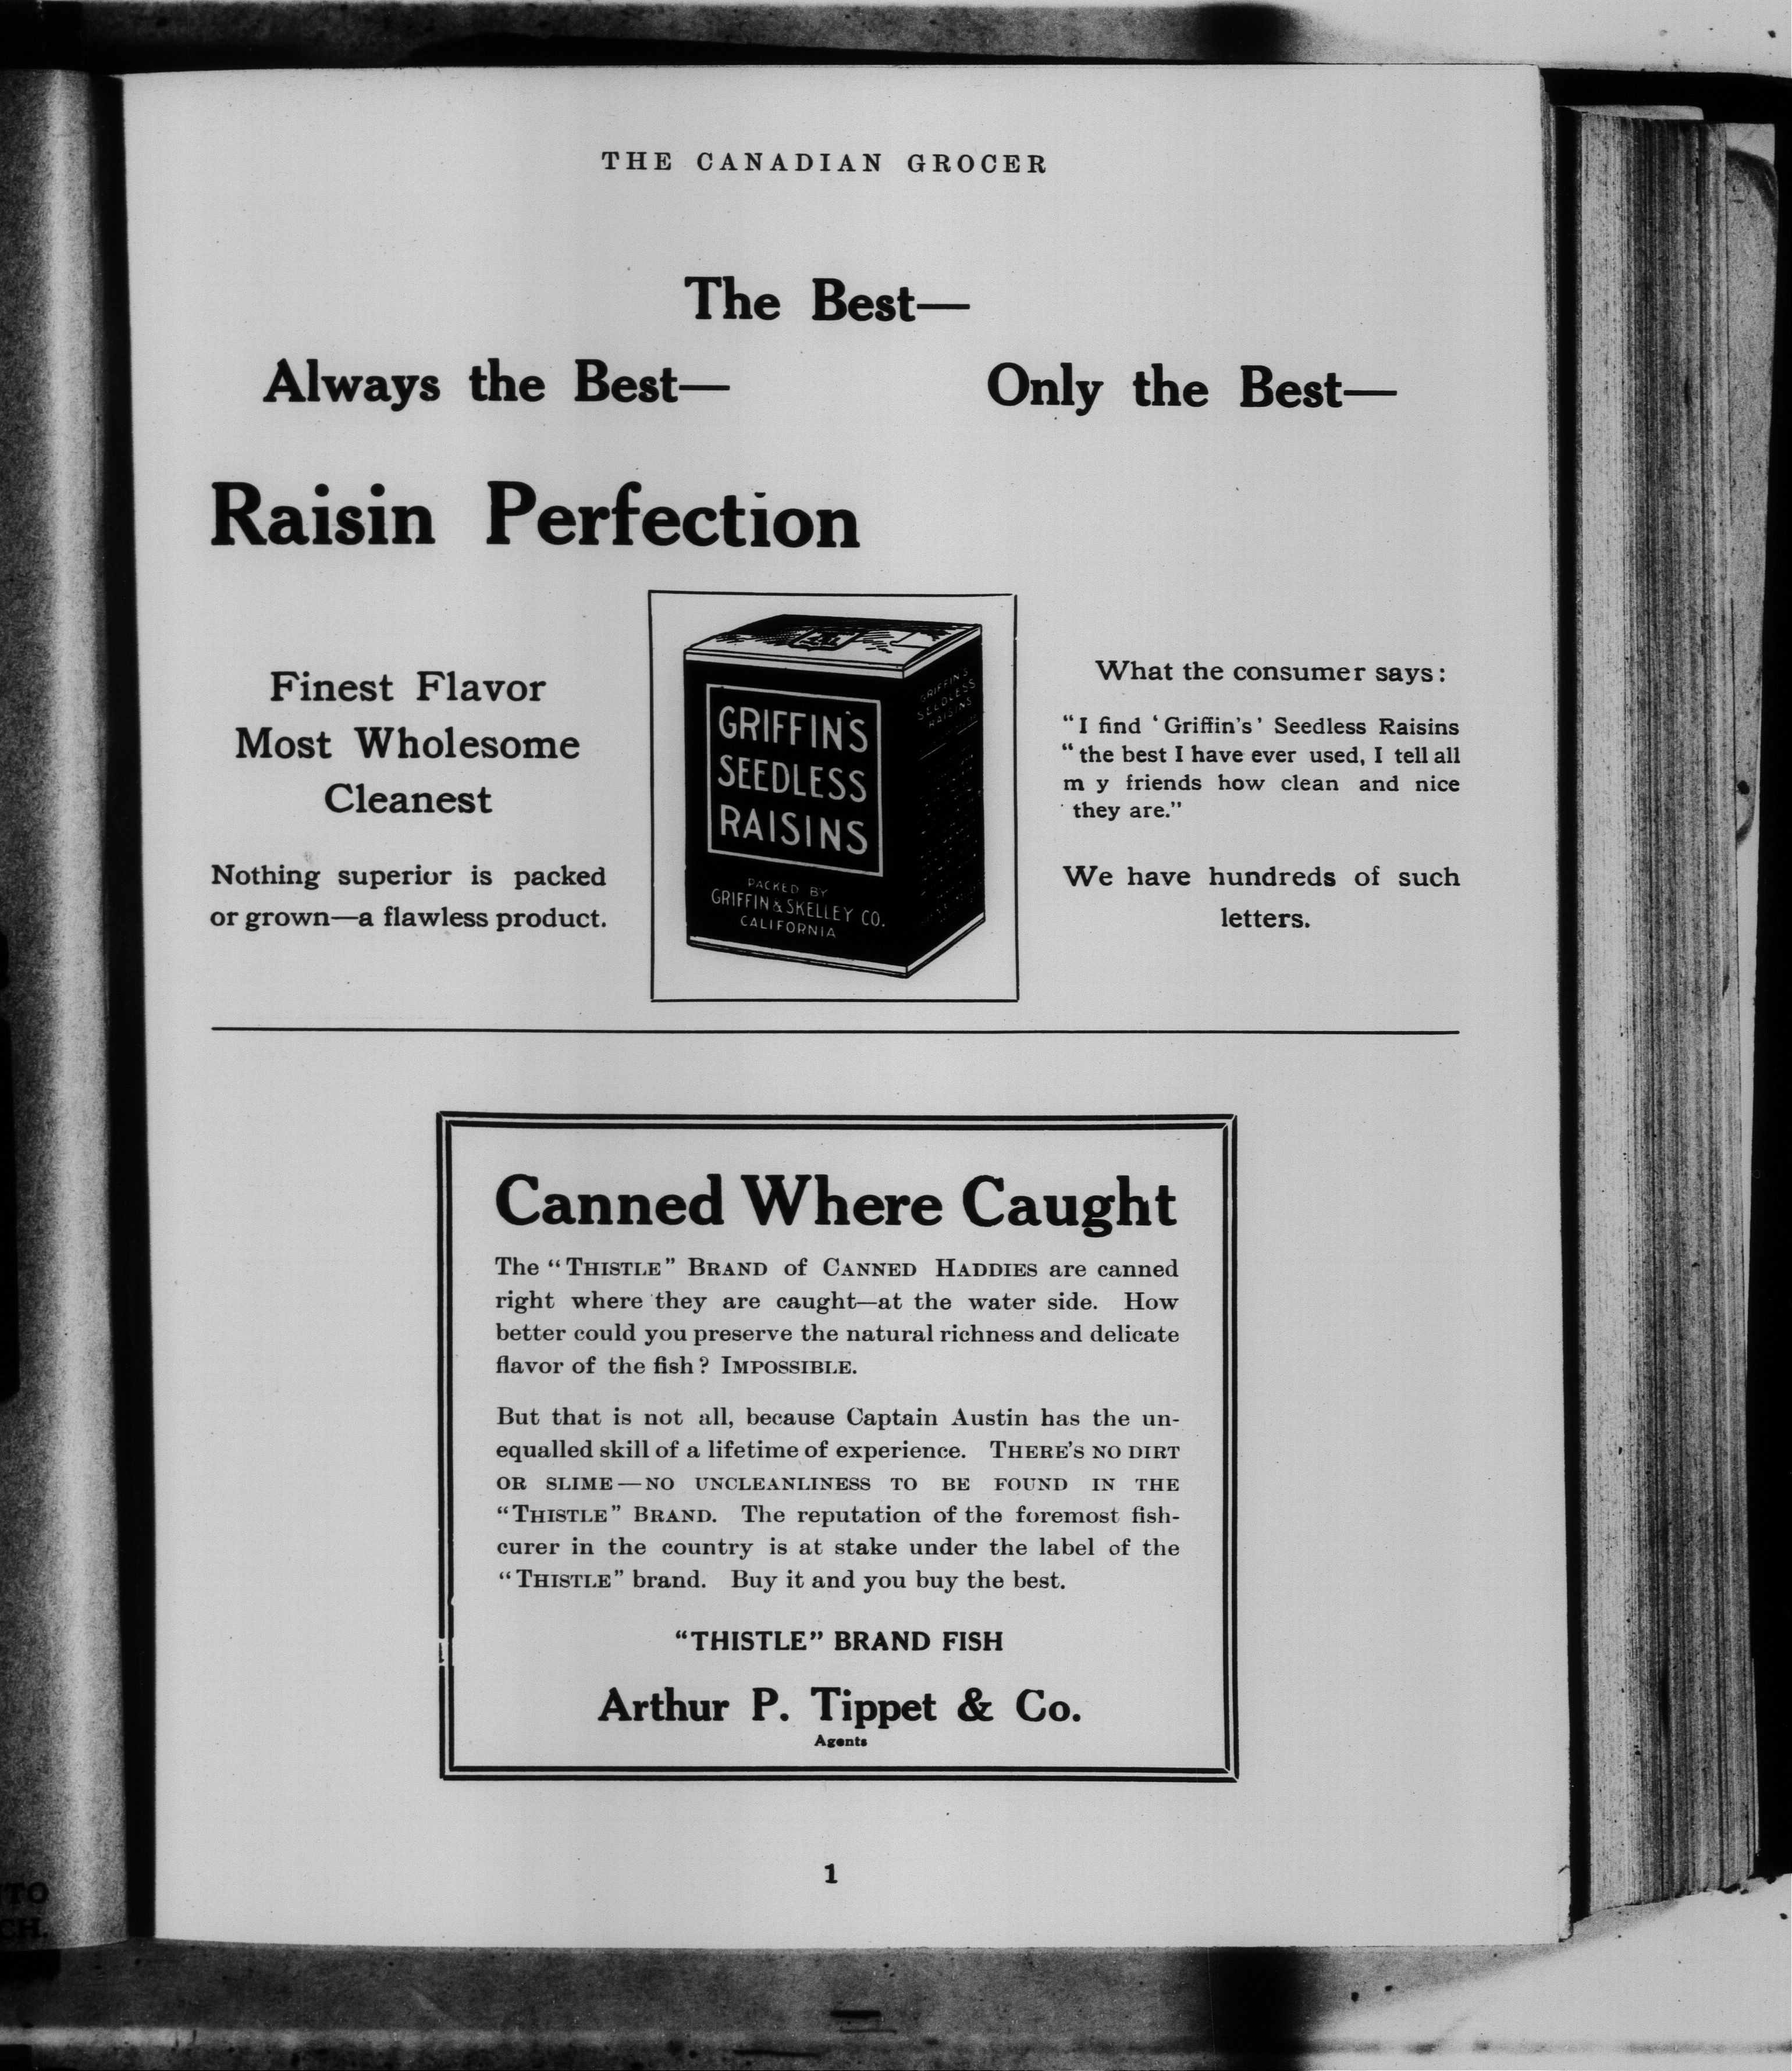 THE CANADIAN GROCER
The Best—
Always the Best—
Only the Best—
Raisin Perfection
Finest Flavor
Most Wholesome
Cleanest
Nothing superior is packed
or grown—a flawless product.
GRIFFIN'S
SEEDLESS
RAISINS
PACKED BY
GRIFFIN & SKELLEY CO.
CALIFORNIA
GRIFFIN'S
SEEDLESS
RAISINS
What the consumer says:
"I find 'Griffin's' Seedless Raisins
"the best I have ever used, I tell all
m y friends how clean and nice
they are."
We have hundreds of such
letters.
Canned Where Caught
The "THISTLE" BRAND of CANNED HADDIES are canned
right where they are caught—at the water side. How
better could you preserve the natural richness and delicate
flavor of the fish? IMPOSSIBLE.
But that is not all, because Captain Austin has the un-
equalled skill of a lifetime of experience. THERE'S NO DIRT
OR SLIME—NO UNCLEANLINESS TO BE FOUND IN THE
"THISTLE" BRAND. The reputation of the foremost fish-
curer in the country is at stake under the label of the
"THISTLE" brand. Buy it and you buy the best.
"THISTLE" BRAND FISH
Arthur P. Tippet & Co.
Agents
1